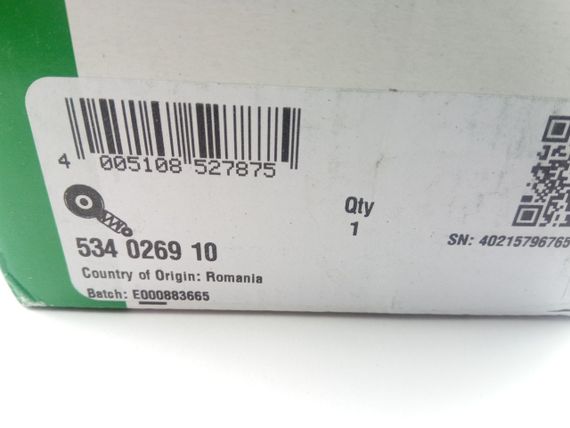 4 005108 527875
Qty
1
534 0269 10
SN: 40215796765
Country of Origin: Romania
Batch: E000883665